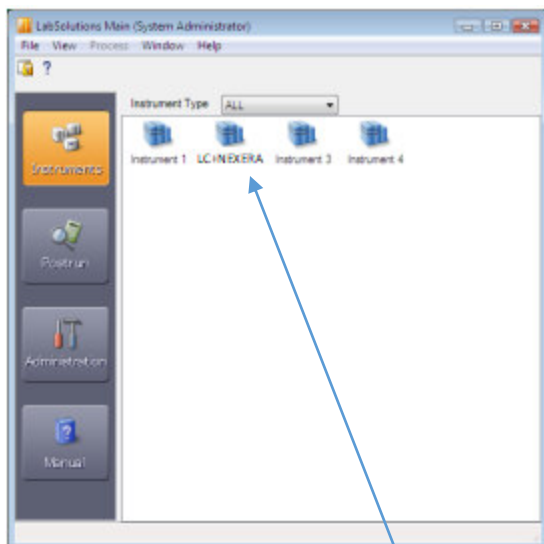 LabSolutions Main (System Administrator)
File View Process Window Help
?
Instrument Type ALL
Instrument 1 LC-NEXERA Instrument 3 Instrument 4
Instruments
Postrun
Administration
Manual